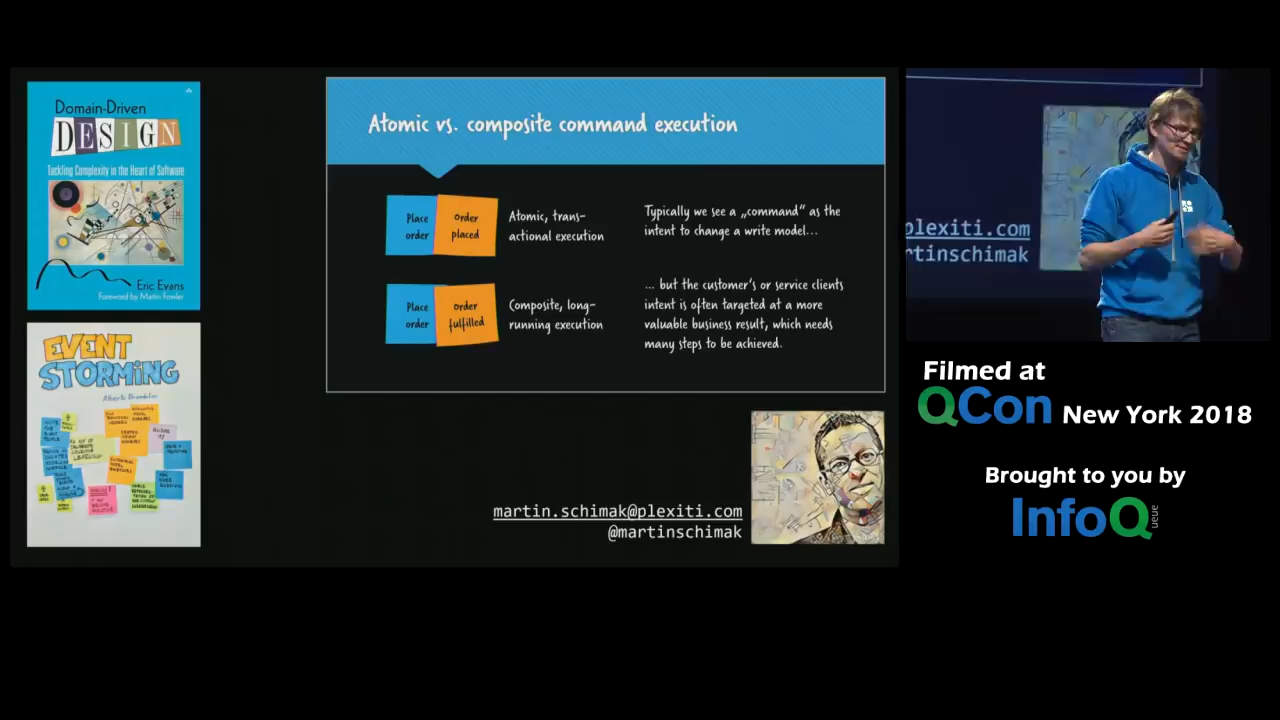 Domain-Driven
DESIGN
Tackling Complexity in the Heart of Software
Eric Evans
Foreword by Martin Fowler
EVENT
STORMING
Alberto Brandolini
Atomic vs. composite command execution
Place
order
Order
placed
Atomic, trans-
actional execution
Typically we see a „command“ as the
intent to change a write model...
Place
order
Order
fulfilled
Composite, long-
running execution
... but the customer's or service clients
intent is often targeted at a more
valuable business result, which needs
many steps to be achieved.
martin.schimak@plexiti.com
@martinschimak
plexiti.com
rtinschimak
Filmed at
QCon New York 2018
Brought to you by
InfoQ